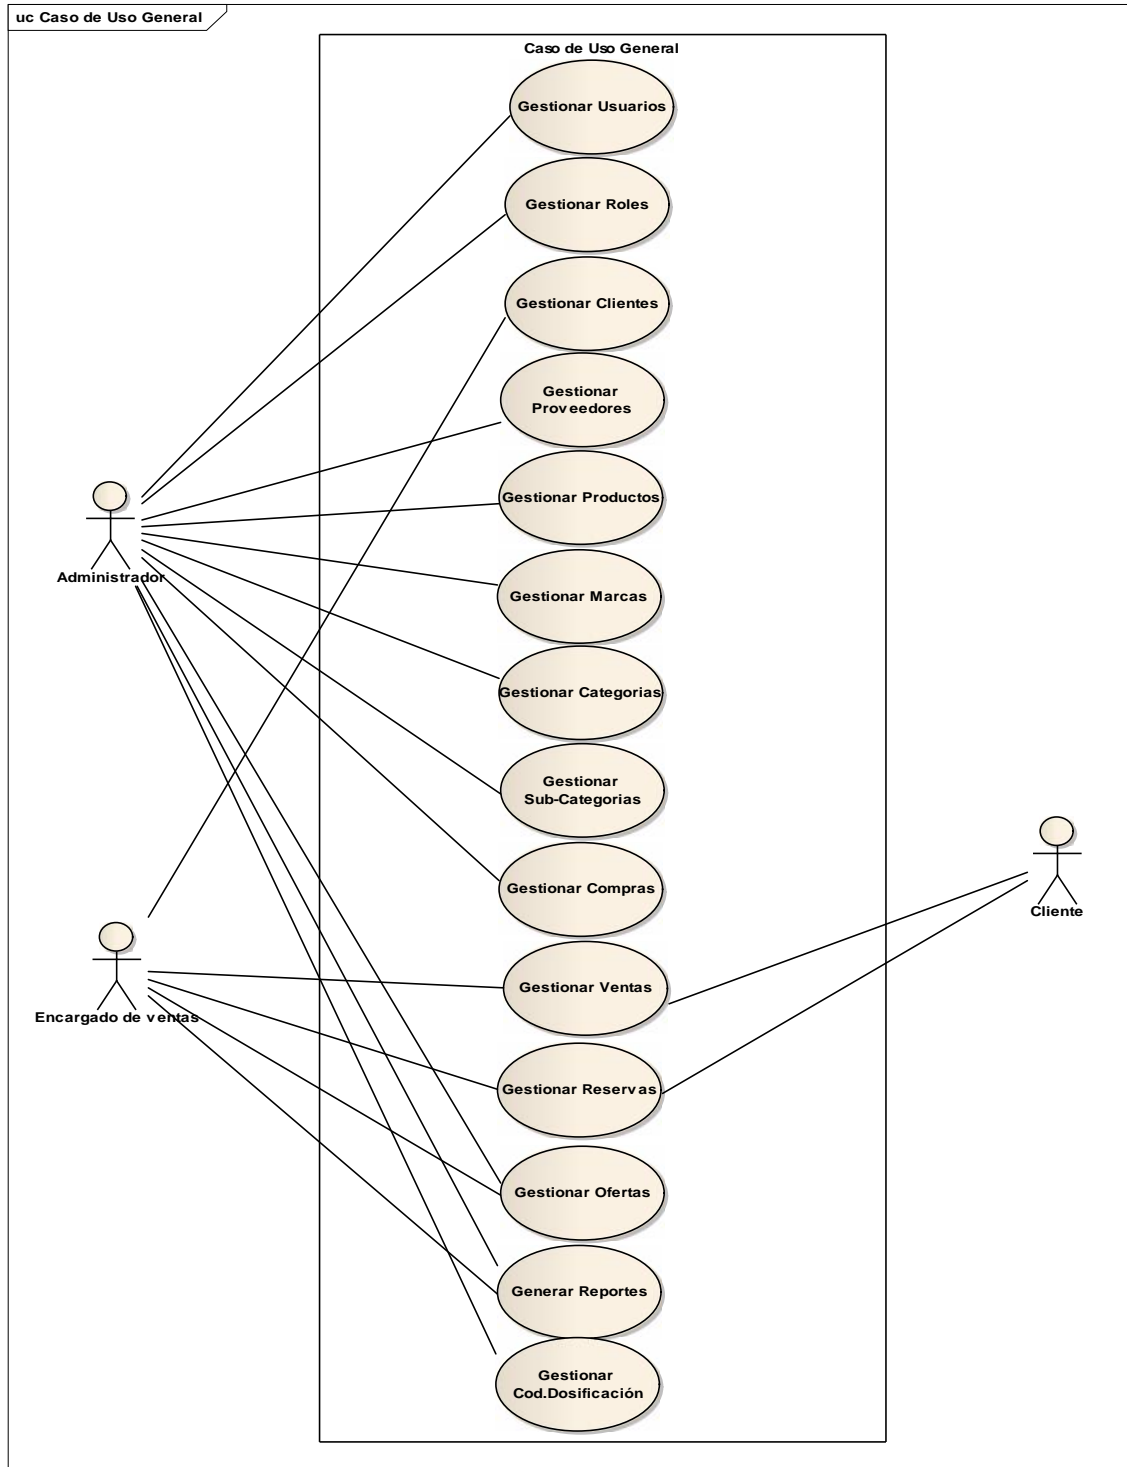 uc Caso de Uso General
Caso de Uso General
Gestionar Usuarios
Gestionar Roles
Gestionar Clientes
Gestionar
Proveedores
Gestionar Productos
Administrador
Gestionar Marcas
Gestionar Categorias
Gestionar
Sub-Categorias
Gestionar Compras
Cliente
Gestionar Ventas
Encargado de ventas
Gestionar Reservas
Gestionar Ofertas
Generar Reportes
Gestionar
Cod.Dosificación